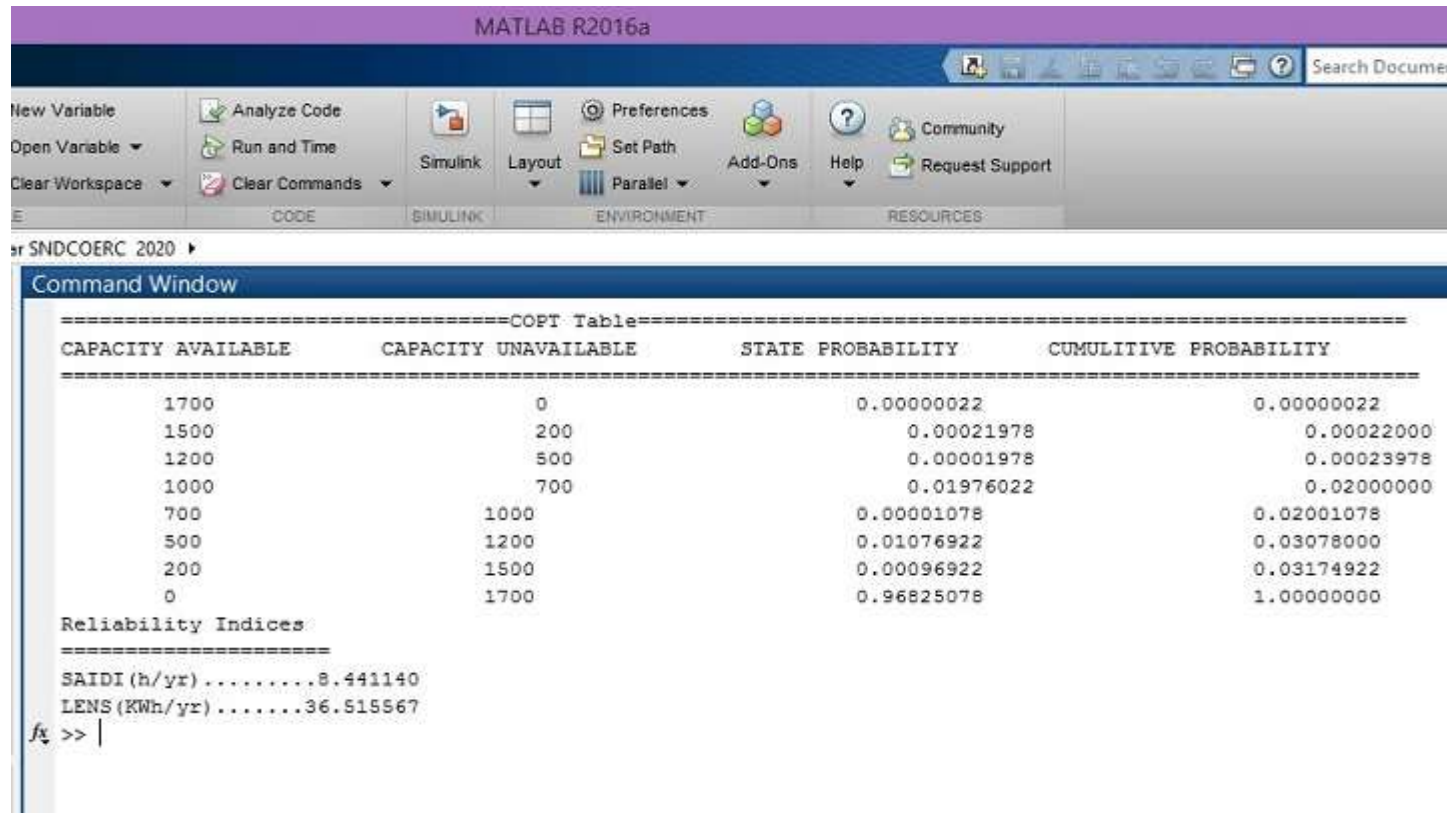 MATLAB R2016a
Search Docume
New Variable Analyze Code Preferences Community
Open Variable Run and Time Simulink Layout Set Path Add-Ons Help Request Support
Clear Workspace Clear Commands Parallel
E CODE SIMULINK ENVIRONMENT RESOURCES
er SNDCOERC 2020
Command Window
===================================COPT Table============================================================
CAPACITY AVAILABLE CAPACITY UNAVAILABLE STATE PROBABILITY CUMULITIVE PROBABILITY
==========================================================================================================
1700 0 0.00000022 0.00000022
1500 200 0.00021978 0.00022000
1200 500 0.00001978 0.00023978
1000 700 0.01976022 0.02000000
700 1000 0.00001078 0.02001078
500 1200 0.01076922 0.03078000
200 1500 0.00096922 0.03174922
0 1700 0.96825078 1.00000000
Reliability Indices
=====================
SAIDI(h/yr).........8.441140
LENS(KWh/yr).......36.515567
fx >>